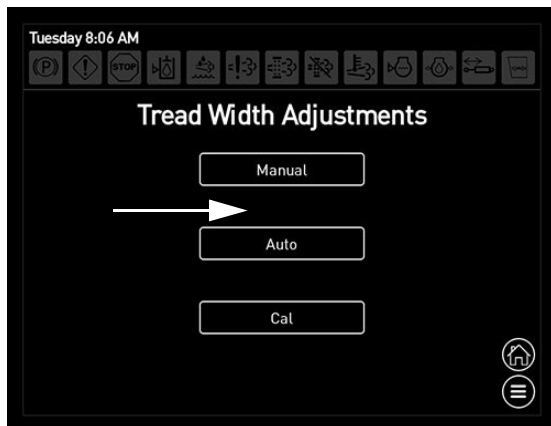 Tuesday 8:06 AM
(P) STOP
Tread Width Adjustments
Manual
Auto
Cal